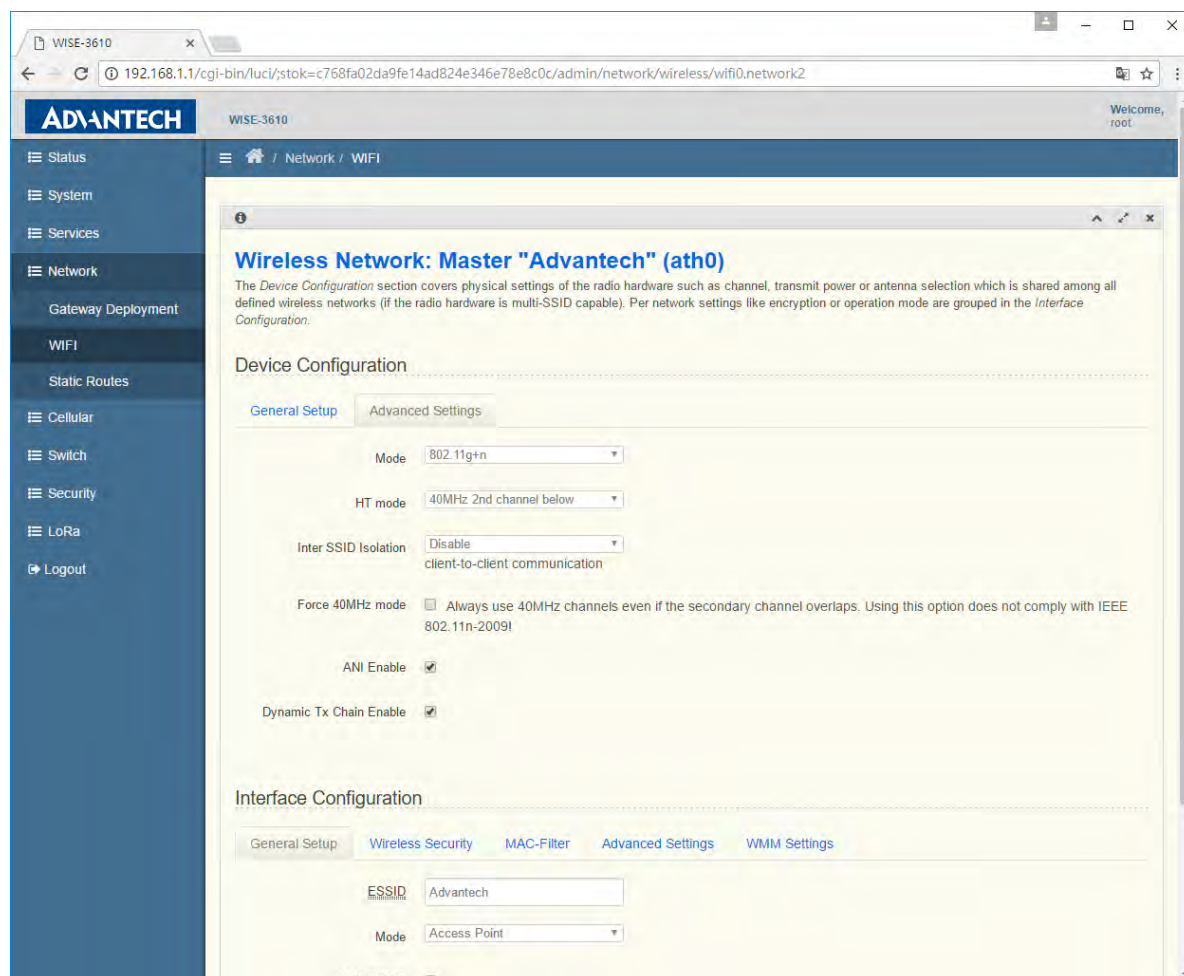 WISE-3610
192.168.1.1/cgi-bin/luci/;stok=c768fa02da9fe14ad824e346e78e8c0c/admin/network/wireless/wifi0.network2
ADVANTECH
WISE-3610
Welcome,
root
Status
System
Services
Network
Gateway Deployment
WIFI
Static Routes
Cellular
Switch
Security
LoRa
Logout
/ Network / WIFI
Wireless Network: Master "Advantech" (ath0)
The Device Configuration section covers physical settings of the radio hardware such as channel, transmit power or antenna selection which is shared among all
defined wireless networks (if the radio hardware is multi-SSID capable). Per network settings like encryption or operation mode are grouped in the Interface
Configuration.
Device Configuration
General Setup Advanced Settings
Mode 802.11g+n
HT mode 40MHz 2nd channel below
Inter SSID Isolation Disable
client-to-client communication
Force 40MHz mode Always use 40MHz channels even if the secondary channel overlaps. Using this option does not comply with IEEE
802.11n-2009!
ANI Enable
Dynamic Tx Chain Enable
Interface Configuration
General Setup Wireless Security MAC-Filter Advanced Settings WMM Settings
ESSID Advantech
Mode Access Point